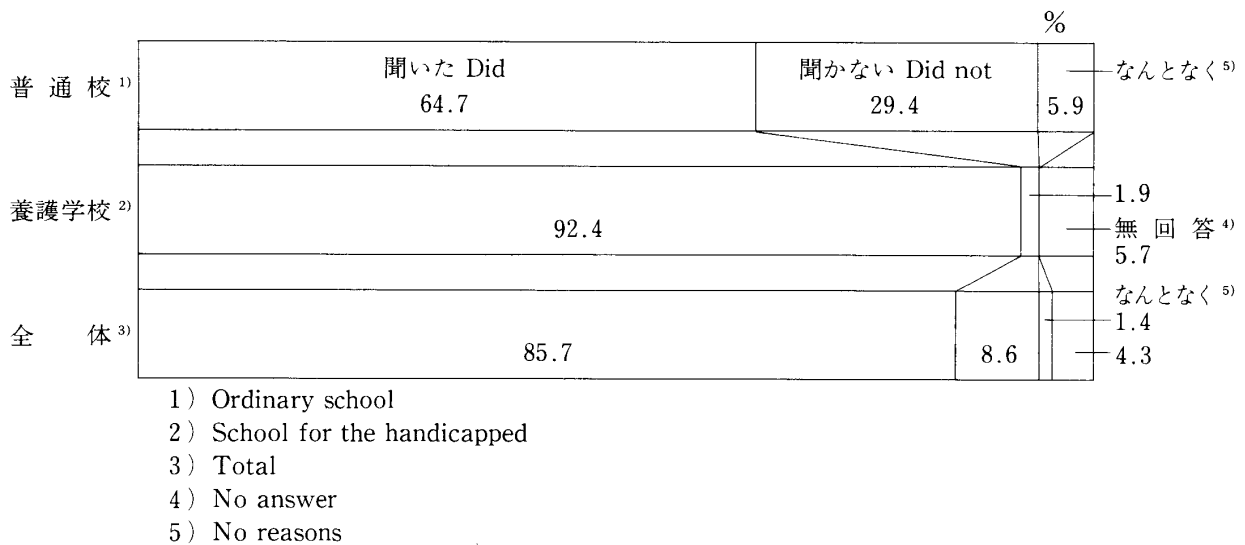 %
普通校 1)
聞いた Did
64.7
聞かない Did not
29.4
5.9
なんとなく 5)
養護学校 2)
92.4
1.9
無回答 4)
5.7
全体 3)
85.7
8.6
なんとなく 5)
1.4
4.3
1) Ordinary school
2) School for the handicapped
3) Total
4) No answer
5) No reasons